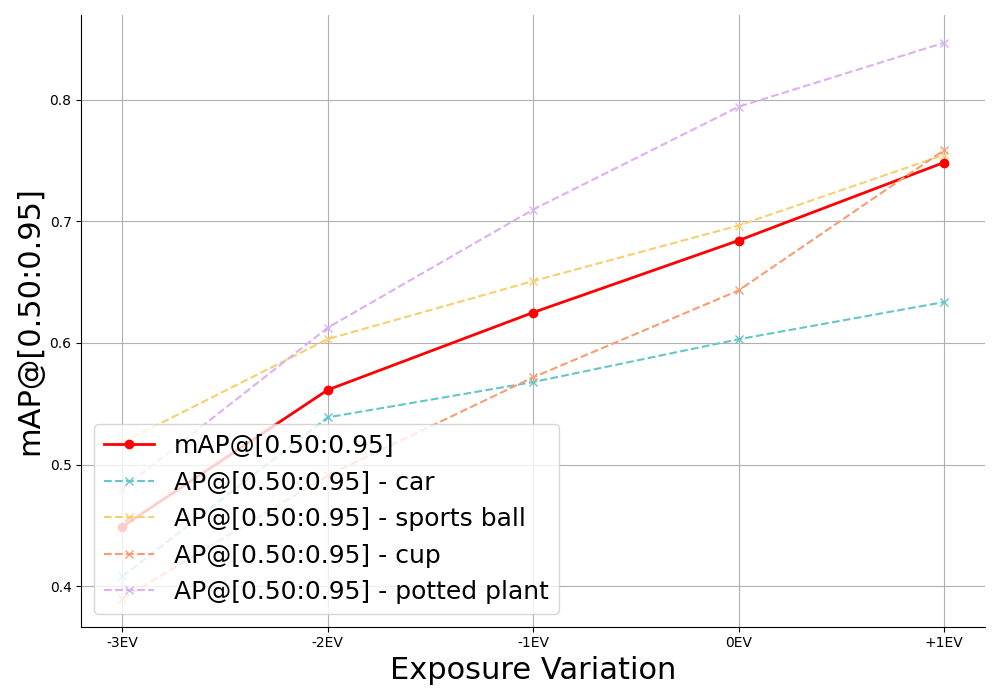 mAP@[0.50:0.95]
0.8
0.7
0.6
0.5
0.4
mAP@[0.50:0.95]
AP@[0.50:0.95] - car
AP@[0.50:0.95] - sports ball
AP@[0.50:0.95] - cup
AP@[0.50:0.95] - potted plant
-3EV -2EV -1EV 0EV +1EV
Exposure Variation